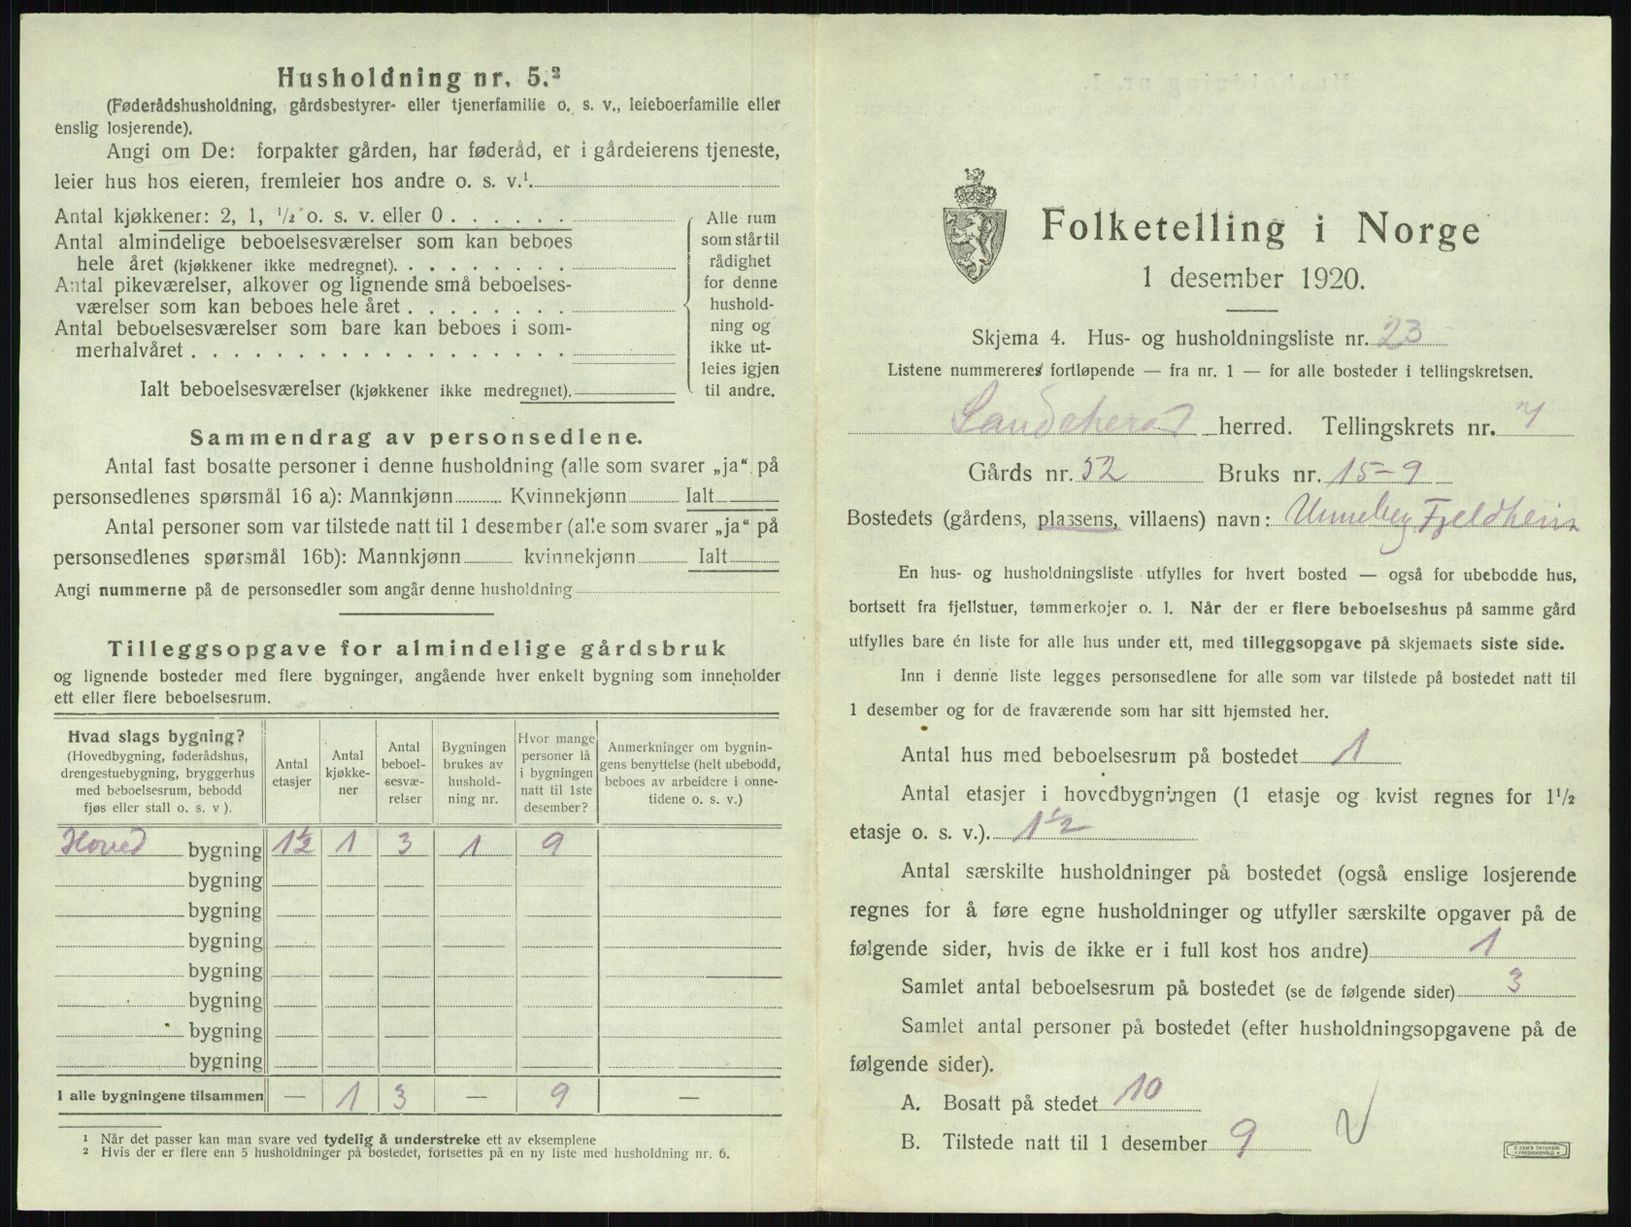 Husholdning nr. 5.²
(Føderådshusholdning, gårdsbestyrer- eller tjenerfamilie o. s. v., leieboerfamilie eller
enslig losjerende).
Angi om De: forpakter gården, har føderåd, er i gårdeierens tjeneste,
leier hus hos eieren, fremleier hos andre o. s. v.¹.
Antal kjøkkener: 2, 1, ½ o. s. v. eller 0 . . . . . .
Antal almindelige beboelsesværelser som kan beboes
hele året (kjøkkener ikke medregnet). . . . . . . . .
Antal pikeværelser, alkover og lignende små beboelses-
værelser som kan beboes hele året . . . . . . . .
Antal beboelsesværelser som bare kan beboes i som-
merhalvåret . . . . . . . . . . . . . . . . . .
Ialt beboelsesværelser (kjøkkener ikke medregnet).
Alle rum
som står til
rådighet
for denne
hushold-
ning og
ikke ut-
leies igjen
til andre.
Sammendrag av personsedlene.
Antal fast bosatte personer i denne husholdning (alle som svarer „ja“ på
personsedlenes spørsmål 16 a): Mannkjønn Kvinnekjønn Ialt
Antal personer som var tilstede natt til 1 desember (alle som svarer „ja“ på
personsedlenes spørsmål 16b): Mannkjønn kvinnekjønn Ialt
Angi nummerne på de personsedler som angår denne husholdning
Tilleggsopgave for almindelige gårdsbruk
og lignende bosteder med flere bygninger, angående hver enkelt bygning som inneholder
ett eller flere beboelsesrum.
Hvad slags bygning?
(Hovedbygning, føderådshus,
drengestuebygning, bryggerhus
med beboelsesrum, bebodd
fjøs eller stall o. s. v ).
Antal
etasjer
Antal
kjøkke-
ner
Antal
beboel-
sesvæ-
relser
Bygningen
brukes av
hushold-
ning nr.
Hvor mange
personer lå
i bygningen
natt til 1ste
desember?
Anmerkninger om bygnin-
gens benyttelse (helt ubebodd,
beboes av arbeidere i onne-
tidene o. s. v.)
Hoved bygning 1½ 1 3 1 9
bygning
bygning
bygning
bygning
bygning
bygning
bygning
I alle bygningene tilsammen — 1 3 — 9 —
¹ Når det passer kan man svare ved tydelig å understreke ett av eksemplene
² Hvis der er flere enn 5 husholdninger på bostedet, fortsettes på en ny liste med husholdning nr. 6.
Folketelling i Norge
1 desember 1920.
Skjema 4. Hus- og husholdningsliste nr. 23
Listene nummereres fortløpende — fra nr. 1 — for alle bosteder i tellingskretsen.
Sandeherad herred. Tellingskrets nr. 7
Gårds nr. 52 Bruks nr. 15-9
Bostedets (gårdens, plassens, villaens) navn: Unneberg Fjeldheim
En hus- og husholdningsliste utfylles for hvert bosted — også for ubebodde hus,
bortsett fra fjellstuer, tømmerkojer o. l. Når der er flere beboelseshus på samme gård
utfylles bare én liste for alle hus under ett, med tilleggsopgave på skjemaets siste side.
Inn i denne liste legges personsedlene for alle som var tilstede på bostedet natt til
1 desember og for de fraværende som har sitt hjemsted her.
Antal hus med beboelsesrum på bostedet 1
Antal etasjer i hovedbygningen (1 etasje og kvist regnes for 1½
etasje o. s. v.). 1½
Antal særskilte husholdninger på bostedet (også enslige losjerende
regnes for å føre egne husholdninger og utfyller særskilte opgaver på de
følgende sider, hvis de ikke er i full kost hos andre) 1
Samlet antal beboelsesrum på bostedet (se de følgende sider) 3
Samlet antal personer på bostedet (efter husholdningsopgavene på de
følgende sider).
A. Bosatt på stedet 10
B. Tilstede natt til 1 desember 9